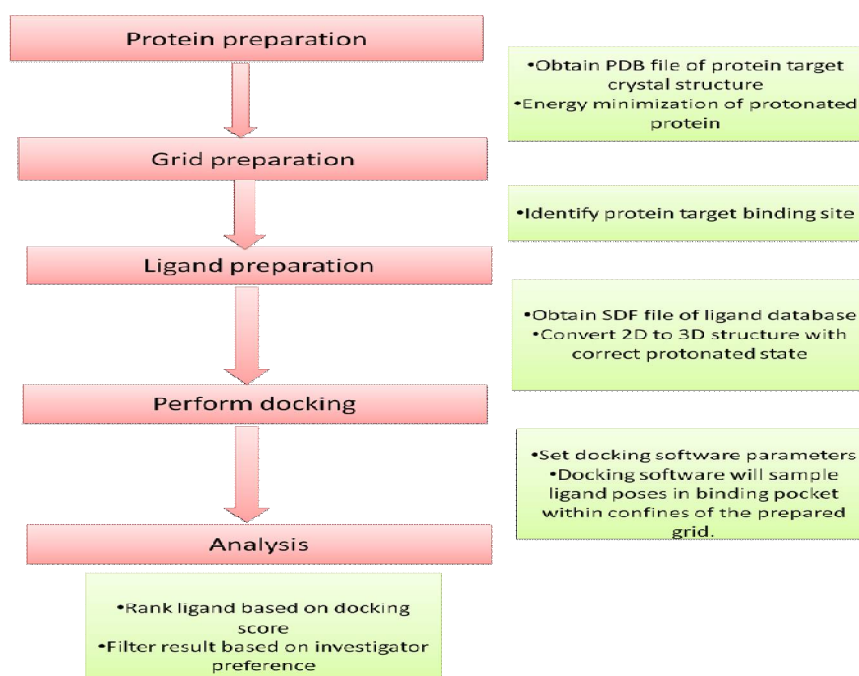 Protein preparation
•Obtain PDB file of protein target
crystal structure
•Energy minimization of protonated
protein
Grid preparation
•Identify protein target binding site
Ligand preparation
•Obtain SDF file of ligand database
•Convert 2D to 3D structure with
correct protonated state
Perform docking
•Set docking software parameters
•Docking software will sample
ligand poses in binding pocket
within confines of the prepared
grid.
Analysis
•Rank ligand based on docking
score
•Filter result based on investigator
preference